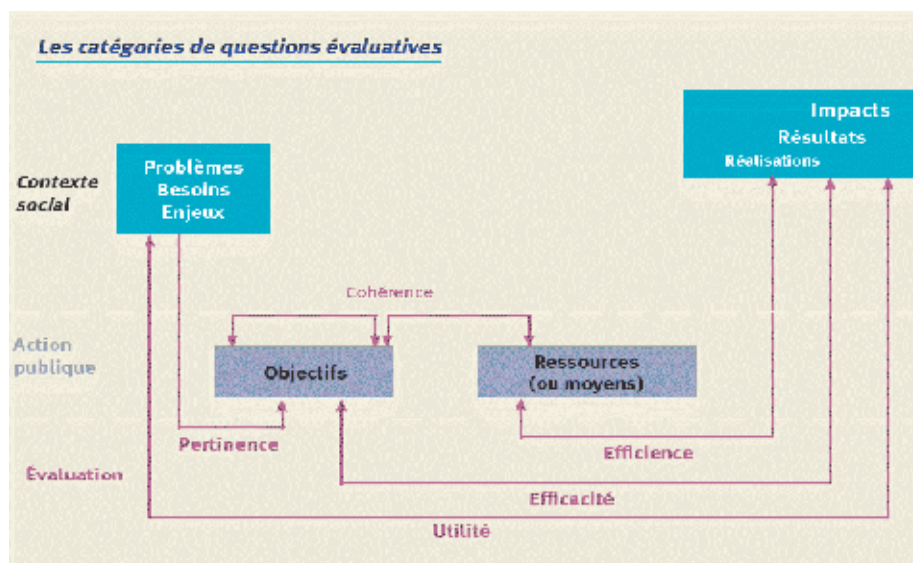 Les catégories de questions évaluatives
Impacts
Résultats
Réalisations
Contexte
social
Problèmes
Besoins
Enjeux
Cohérence
Action
publique
Objectifs
Ressources
(ou moyens)
Pertinence
Efficience
Évaluation
Efficacité
Utilité